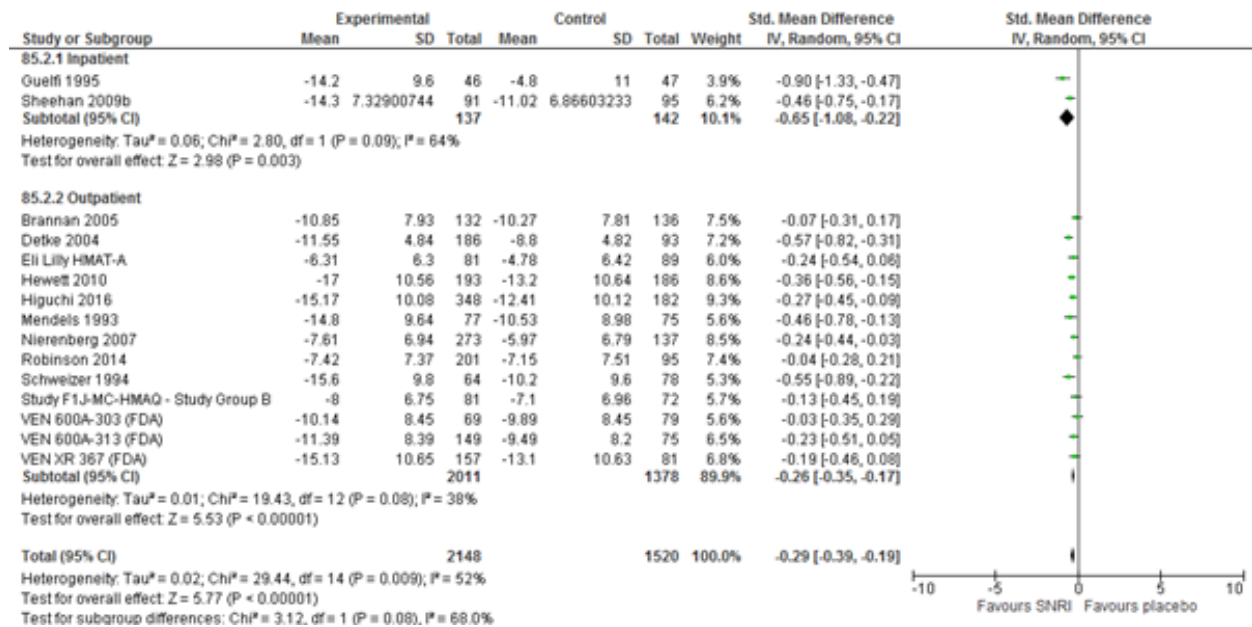 Experimental Control Std. Mean Difference Std. Mean Difference
Study or Subgroup Mean SD Total Mean SD Total Weight IV, Random, 95% CI IV, Random, 95% CI
85.2.1 Inpatient
Guelfi 1995 -14.2 9.6 46 -4.8 11 47 3.9% -0.90 [-1.33, -0.47]
Sheehan 2009b -14.3 7.32900744 91 -11.02 6.86603233 95 6.2% -0.46 [-0.75, -0.17]
Subtotal (95% CI) 137 142 10.1% -0.65 [-1.08, -0.22]
Heterogeneity: Tau² = 0.06; Chi² = 2.80, df = 1 (P = 0.09); I² = 64%
Test for overall effect: Z = 2.98 (P = 0.003)
85.2.2 Outpatient
Brannan 2005 -10.85 7.93 132 -10.27 7.81 136 7.5% -0.07 [-0.31, 0.17]
Detke 2004 -11.55 4.84 186 -8.8 4.82 93 7.2% -0.57 [-0.82, -0.31]
Eli Lilly HMAT-A -6.31 6.3 81 -4.78 6.42 89 6.0% -0.24 [-0.54, 0.06]
Hewett 2010 -17 10.56 193 -13.2 10.64 186 8.6% -0.36 [-0.56, -0.15]
Higuchi 2016 -15.17 10.08 348 -12.41 10.12 182 9.3% -0.27 [-0.45, -0.09]
Mendels 1993 -14.8 9.64 77 -10.53 8.98 75 5.6% -0.46 [-0.78, -0.13]
Nierenberg 2007 -7.61 6.94 273 -5.97 6.79 137 8.5% -0.24 [-0.44, -0.03]
Robinson 2014 -7.42 7.37 201 -7.15 7.51 95 7.4% -0.04 [-0.28, 0.21]
Schweizer 1994 -15.6 9.8 64 -10.2 9.6 78 5.3% -0.55 [-0.89, -0.22]
Study F1J-MC-HMAQ - Study Group B -8 6.75 81 -7.1 6.96 72 5.7% -0.13 [-0.45, 0.19]
VEN 600A-303 (FDA) -10.14 8.45 69 -9.89 8.45 79 5.6% -0.03 [-0.35, 0.29]
VEN 600A-313 (FDA) -11.39 8.39 149 -9.49 8.2 75 6.5% -0.23 [-0.51, 0.05]
VEN XR 367 (FDA) -15.13 10.65 157 -13.1 10.63 81 6.8% -0.19 [-0.46, 0.08]
Subtotal (95% CI) 2011 1378 89.9% -0.26 [-0.35, -0.17]
Heterogeneity: Tau² = 0.01; Chi² = 19.43, df = 12 (P = 0.08); I² = 38%
Test for overall effect: Z = 5.53 (P < 0.00001)
Total (95% CI) 2148 1520 100.0% -0.29 [-0.39, -0.19]
Heterogeneity: Tau² = 0.02; Chi² = 29.44, df = 14 (P = 0.009); I² = 52%
Test for overall effect: Z = 5.77 (P < 0.00001)
Test for subgroup differences: Chi² = 3.12, df = 1 (P = 0.08), I² = 68.0%
-10 -5 0 5 10
Favours SNRI Favours placebo